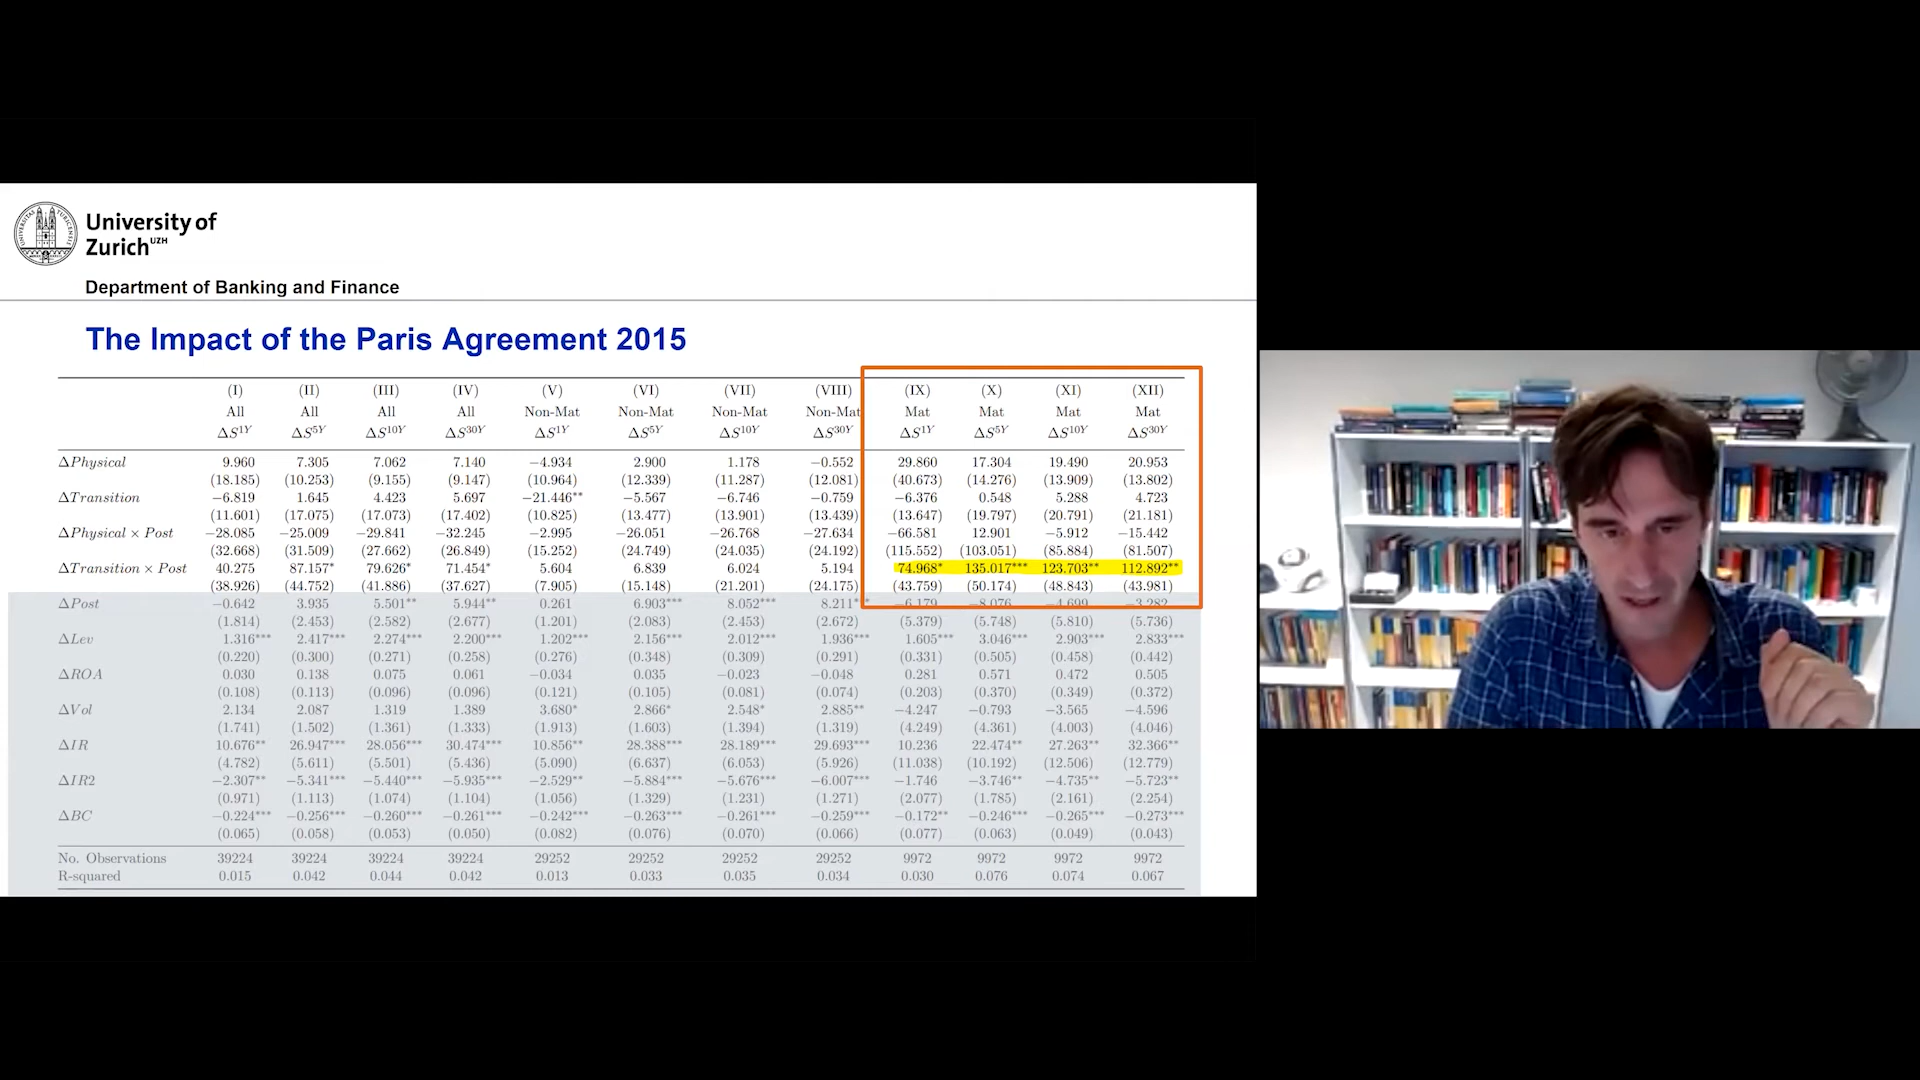 University of
Zurich UZH
Department of Banking and Finance
The Impact of the Paris Agreement 2015
(I) (II) (III) (IV) (V) (VI) (VII) (VIII) (IX) (X) (XI) (XII)
All All All All Non-Mat Non-Mat Non-Mat Non-Mat Mat Mat Mat Mat
ΔS1Y ΔS5Y ΔS10Y ΔS30Y ΔS1Y ΔS5Y ΔS10Y ΔS30Y ΔS1Y ΔS5Y ΔS10Y ΔS30Y
ΔPhysical 9.960 7.305 7.062 7.140 −4.934 2.900 1.178 −0.552 29.860 17.304 19.490 20.953
(18.185) (10.253) (9.155) (9.147) (10.964) (12.339) (11.287) (12.081) (40.673) (14.276) (13.909) (13.802)
ΔTransition −6.819 1.645 4.423 5.697 −21.446** −5.567 −6.746 −0.759 −6.376 0.548 5.288 4.723
(11.601) (17.075) (17.073) (17.402) (10.825) (13.477) (13.901) (13.439) (13.647) (19.797) (20.791) (21.181)
ΔPhysical × Post −28.085 −25.009 −29.841 −32.245 −2.995 −26.051 −26.768 −27.634 −66.581 12.901 −5.912 −15.442
(32.668) (31.509) (27.662) (26.849) (15.252) (24.749) (24.035) (24.192) (115.552) (103.051) (85.884) (81.507)
ΔTransition × Post 40.275 87.157* 79.626* 71.454* 5.604 6.839 6.024 5.194 74.968* 135.017*** 123.703** 112.892**
(38.926) (44.752) (41.886) (37.627) (7.905) (15.148) (21.201) (24.175) (43.759) (50.174) (48.843) (43.981)
ΔPost −0.642 3.935 5.501** 5.944** 0.261 6.903*** 8.052*** 8.211*** −6.179 −8.076 −4.699 −3.282
(1.814) (2.453) (2.582) (2.677) (1.201) (2.083) (2.453) (2.672) (5.379) (5.748) (5.810) (5.736)
ΔLev 1.316*** 2.417*** 2.274*** 2.200*** 1.202*** 2.156*** 2.012*** 1.936*** 1.605*** 3.046*** 2.903*** 2.833***
(0.220) (0.300) (0.271) (0.258) (0.276) (0.348) (0.309) (0.291) (0.331) (0.505) (0.458) (0.442)
ΔROA 0.030 0.138 0.075 0.061 −0.034 0.035 −0.023 −0.048 0.281 0.571 0.472 0.505
(0.108) (0.113) (0.096) (0.096) (0.121) (0.105) (0.081) (0.074) (0.203) (0.370) (0.349) (0.372)
ΔVol 2.134 2.087 1.319 1.389 3.680* 2.866* 2.548* 2.885** −4.247 −0.793 −3.565 −4.596
(1.741) (1.502) (1.361) (1.333) (1.913) (1.603) (1.394) (1.319) (4.249) (4.361) (4.003) (4.046)
ΔIR 10.676** 26.947*** 28.056*** 30.474*** 10.856** 28.388*** 28.189*** 29.693*** 10.236 22.474** 27.263** 32.366**
(4.782) (5.611) (5.501) (5.436) (5.090) (6.637) (6.053) (5.926) (11.038) (10.192) (12.506) (12.779)
ΔIR2 −2.307** −5.341*** −5.440*** −5.935*** −2.529** −5.884*** −5.676*** −6.007*** −1.746 −3.746** −4.735** −5.723**
(0.971) (1.113) (1.074) (1.104) (1.056) (1.329) (1.231) (1.271) (2.077) (1.785) (2.161) (2.254)
ΔBC −0.224*** −0.256*** −0.260*** −0.261*** −0.242*** −0.263*** −0.261*** −0.259*** −0.172** −0.246*** −0.265*** −0.273***
(0.065) (0.058) (0.053) (0.050) (0.082) (0.076) (0.070) (0.066) (0.077) (0.063) (0.049) (0.043)
No. Observations 39224 39224 39224 39224 29252 29252 29252 29252 9972 9972 9972 9972
R-squared 0.015 0.042 0.044 0.042 0.013 0.033 0.035 0.034 0.030 0.076 0.074 0.067